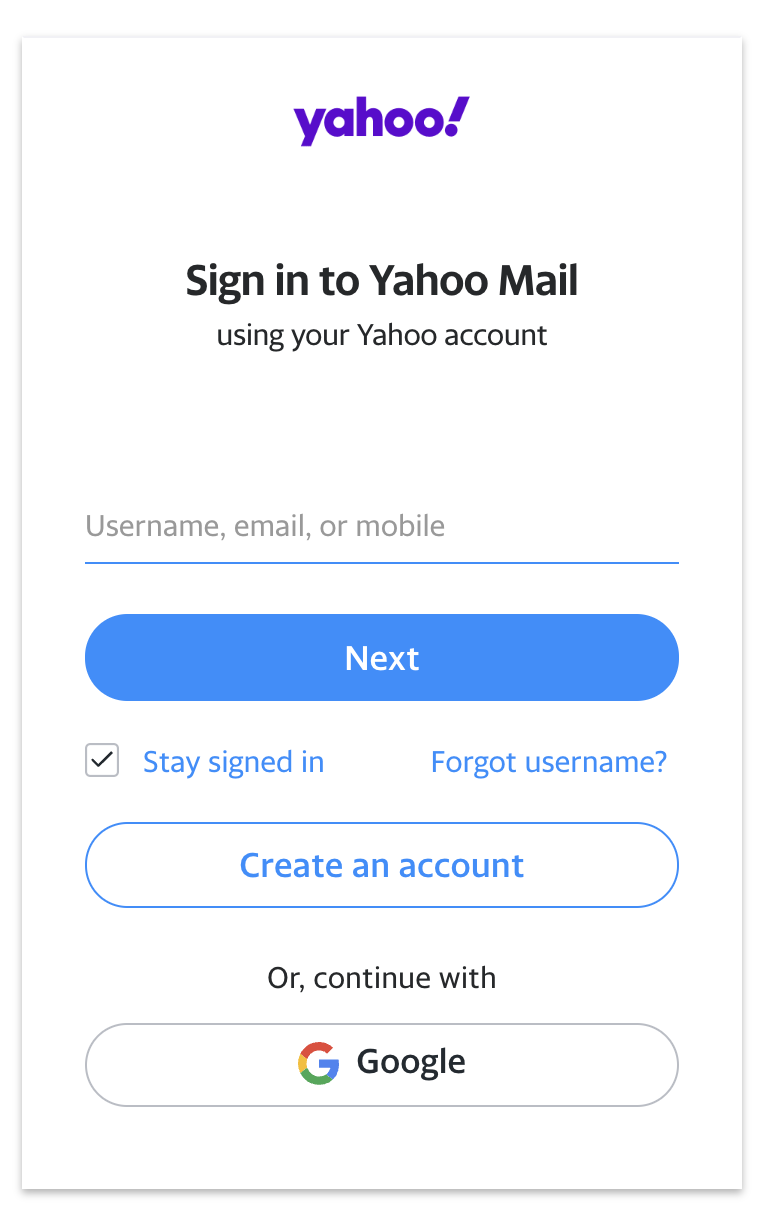 yahoo!
Sign in to Yahoo Mail
using your Yahoo account
Username, email, or mobile
Next
Stay signed in Forgot username?
Create an account
Or, continue with
Google